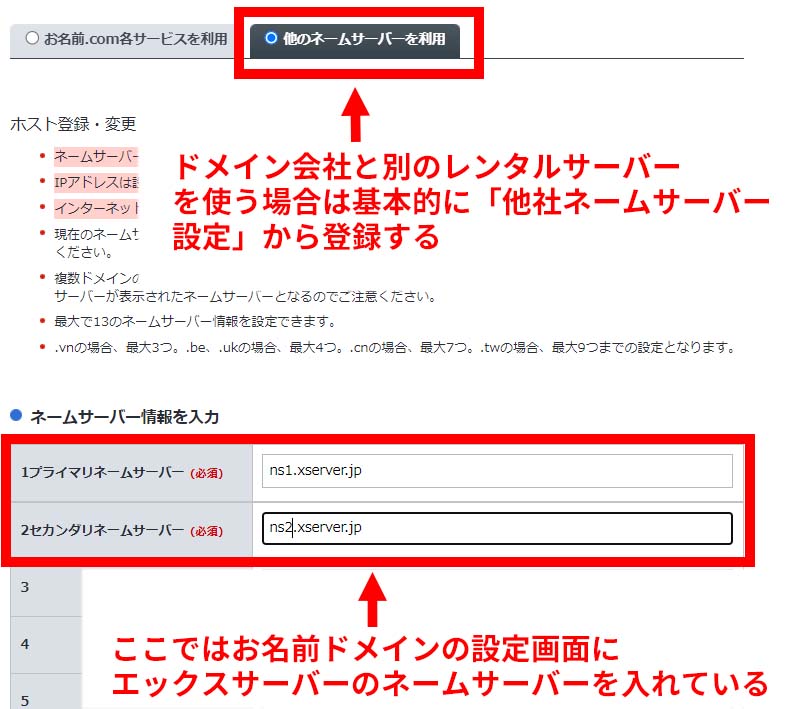 お名前.com各サービスを利用
他のネームサーバーを利用
ホスト登録・変更
ネームサーバー
IPアドレスは
インターネット
現在のネーム
ください。
複数ドメインの
サーバーが表示されたネームサーバーとなるのでご注意ください。
最大で13のネームサーバー情報を設定できます。
.vnの場合、最大3つ。.be、.ukの場合、最大4つ。.cnの場合、最大7つ。.twの場合、最大9つまでの設定となります。
ドメイン会社と別のレンタルサーバー
を使う場合は基本的に「他社ネームサーバー
設定」から登録する
ネームサーバー情報を入力
1プライマリネームサーバー (必須)
ns1.xserver.jp
2セカンダリネームサーバー (必須)
ns2.xserver.jp
3
4
5
ここではお名前ドメインの設定画面に
エックスサーバーのネームサーバーを入れている